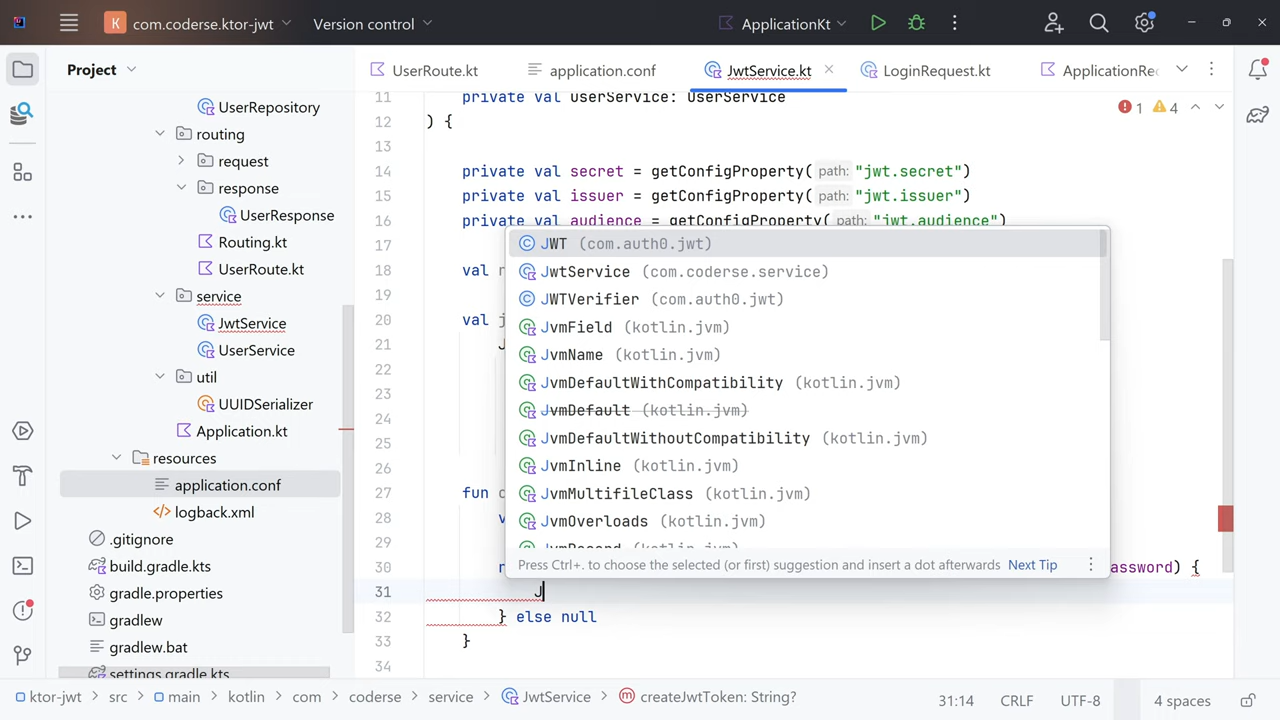 K com.coderse.ktor-jwt Version control ApplicationKt
Project
UserRoute.kt application.conf JwtService.kt LoginRequest.kt ApplicationRe
UserRepository
routing
request
response
UserResponse
Routing.kt
UserRoute.kt
service
JwtService
UserService
util
UUIDSerializer
Application.kt
resources
application.conf
logback.xml
.gitignore
build.gradle.kts
gradle.properties
gradlew
gradlew.bat
settings.gradle.kts
1 4
11 private val userService: UserService
12 ) {
13
14 private val secret = getConfigProperty( path: "jwt.secret")
15 private val issuer = getConfigProperty( path: "jwt.issuer")
16 private val audience = getConfigProperty( path: "jwt.audience")
17
18 val r
19
20 val j
21 J
22
23
24
25
26
27 fun c
28 v
29
30 r assword) {
31 J
32 } else null
33 }
34
JWT (com.auth0.jwt)
JwtService (com.coderse.service)
JWTVerifier (com.auth0.jwt)
JvmField (kotlin.jvm)
JvmName (kotlin.jvm)
JvmDefaultWithCompatibility (kotlin.jvm)
JvmDefault (kotlin.jvm)
JvmDefaultWithoutCompatibility (kotlin.jvm)
JvmInline (kotlin.jvm)
JvmMultifileClass (kotlin.jvm)
JvmOverloads (kotlin.jvm)
JvmRecord (kotlin.jvm)
Press Ctrl+. to choose the selected (or first) suggestion and insert a dot afterwards Next Tip
ktor-jwt > src > main > kotlin > com > coderse > service > JwtService > createJwtToken: String? 31:14 CRLF UTF-8 4 spaces